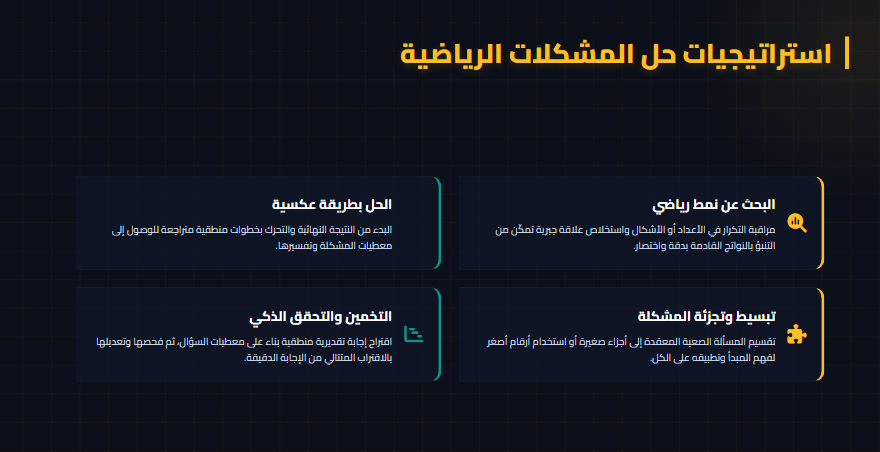 استراتيجيات حل المشكلات الرياضية
البحث عن نمط رياضي
مراقبة التكرار في الأعداد أو الأشكال واستخلاص علاقة جبرية تمكّن من
التنبؤ بالنواتج القادمة بدقة واختصار.
الحل بطريقة عكسية
البدء من النتيجة النهائية والتحرك بخطوات منطقية متراجعة للوصول إلى
معطيات المشكلة وتفسيرها.
تبسيط وتجزئة المشكلة
تقسيم المسألة الصعبة المعقدة إلى أجزاء صغيرة أو استخدام أرقام أصغر
لفهم المبدأ وتطبيقه على الكل.
التخمين والتحقق الذكي
اقتراح إجابة تقديرية منطقية بناء على معطيات السؤال، ثم فحصها وتعديلها
بالاقتراب المتتالي من الإجابة الدقيقة.